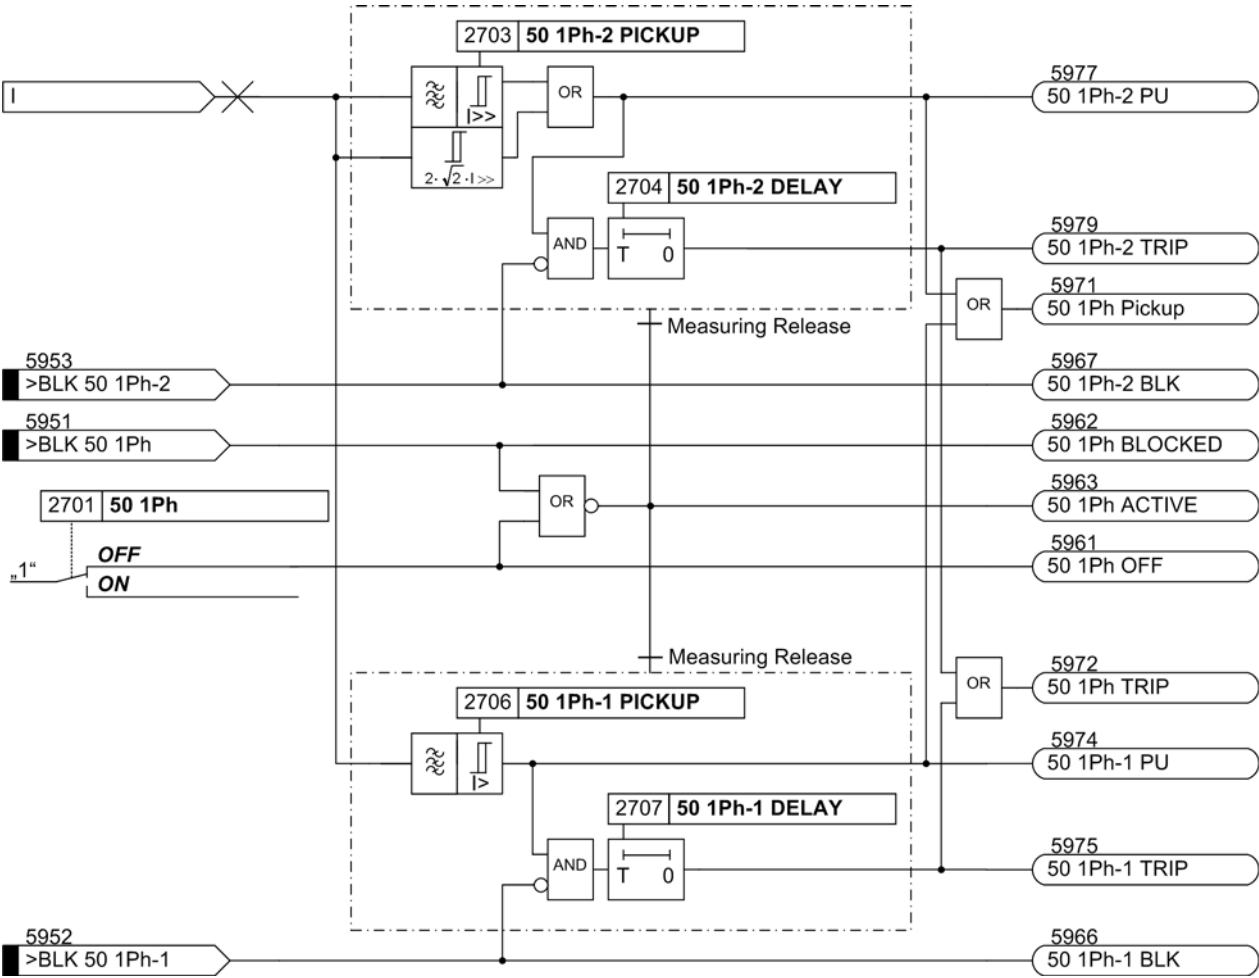 2703 50 1Ph-2 PICKUP
I
I>>
OR
2· √2 ·I >>
5977
50 1Ph-2 PU
2704 50 1Ph-2 DELAY
AND
T 0
5979
50 1Ph-2 TRIP
5971
50 1Ph Pickup
OR
Measuring Release
5953
>BLK 50 1Ph-2
5967
50 1Ph-2 BLK
5951
>BLK 50 1Ph
5962
50 1Ph BLOCKED
2701 50 1Ph
OR
5963
50 1Ph ACTIVE
„1“
OFF
ON
5961
50 1Ph OFF
Measuring Release
OR
5972
50 1Ph TRIP
2706 50 1Ph-1 PICKUP
I>
5974
50 1Ph-1 PU
2707 50 1Ph-1 DELAY
AND
T 0
5975
50 1Ph-1 TRIP
5952
>BLK 50 1Ph-1
5966
50 1Ph-1 BLK